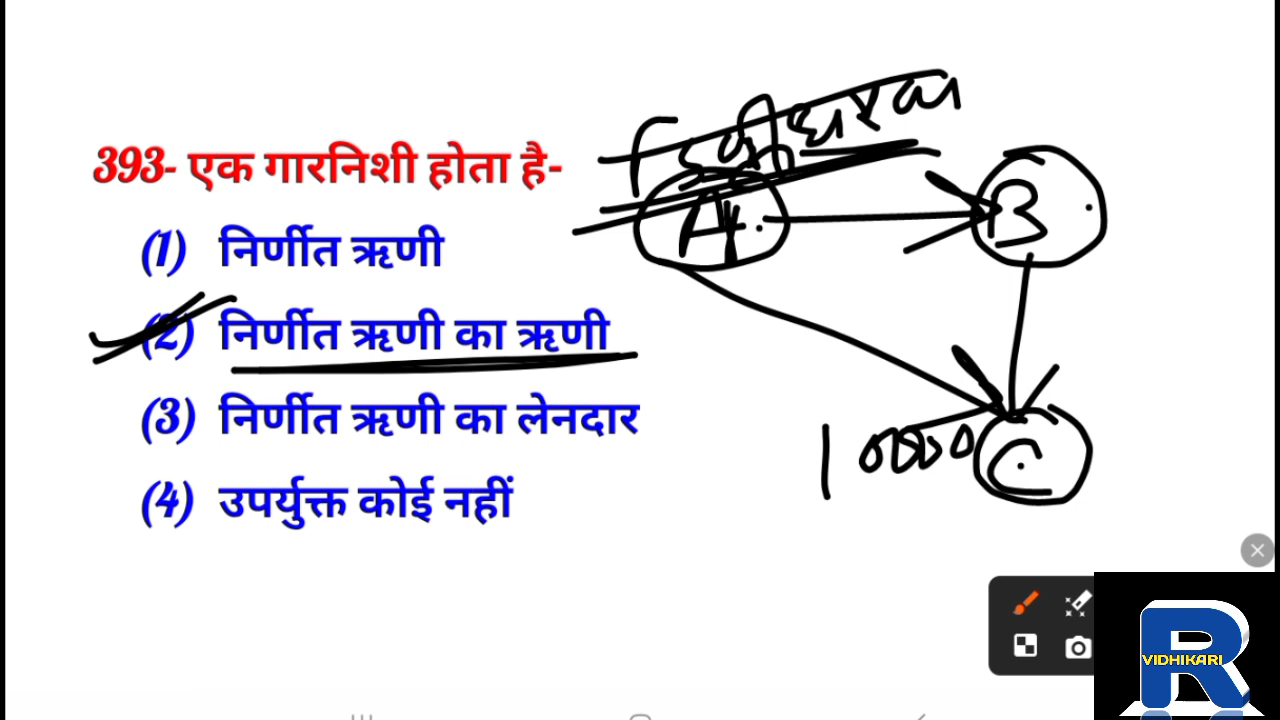 393- एक गारनिशी होता है-
(1) निर्णीत ऋणी
(2) निर्णीत ऋणी का ऋणी
(3) निर्णीत ऋणी का लेनदार
(4) उपर्युक्त कोई नहीं
A
B
10000
C
R
VIDHIKARI